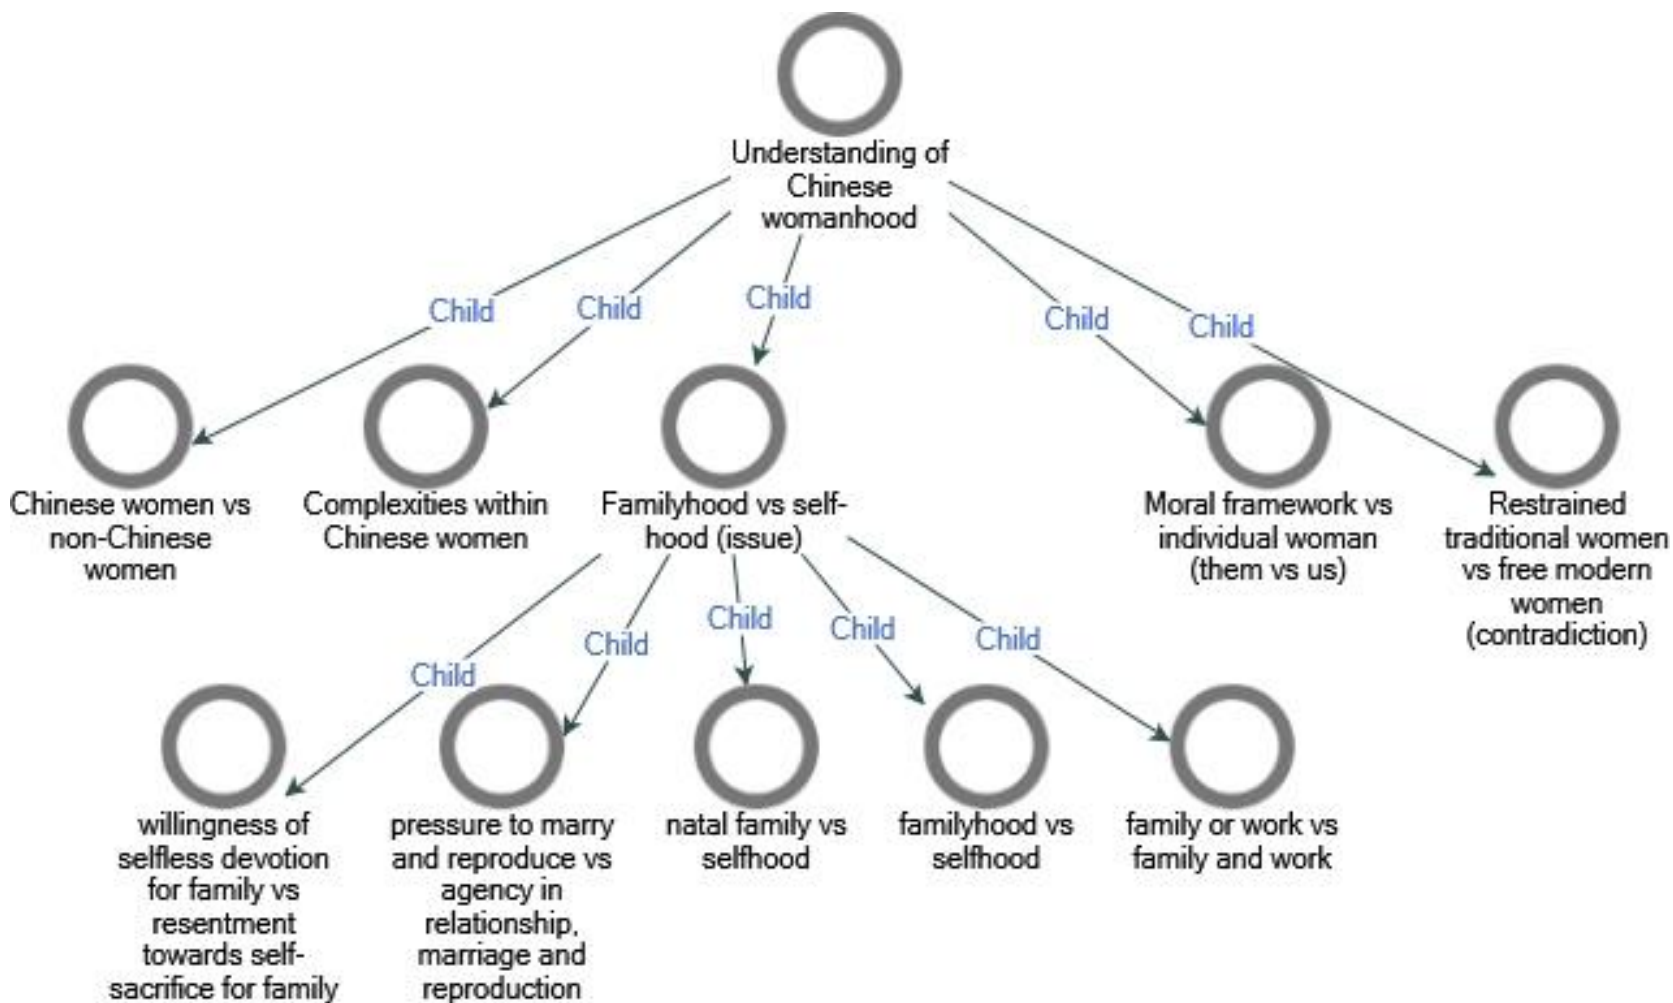 Understanding of
Chinese
womanhood
Child
Child
Child
Child
Child
Chinese women vs
non-Chinese
women
Complexities within
Chinese women
Familyhood vs self-
hood (issue)
Moral framework vs
individual woman
(them vs us)
Restrained
traditional women
vs free modern
women
(contradiction)
Child
Child
Child
Child
Child
willingness of
selfless devotion
for family vs
resentment
towards self-
sacrifice for family
pressure to marry
and reproduce vs
agency in
relationship,
marriage and
reproduction
natal family vs
selfhood
familyhood vs
selfhood
family or work vs
family and work